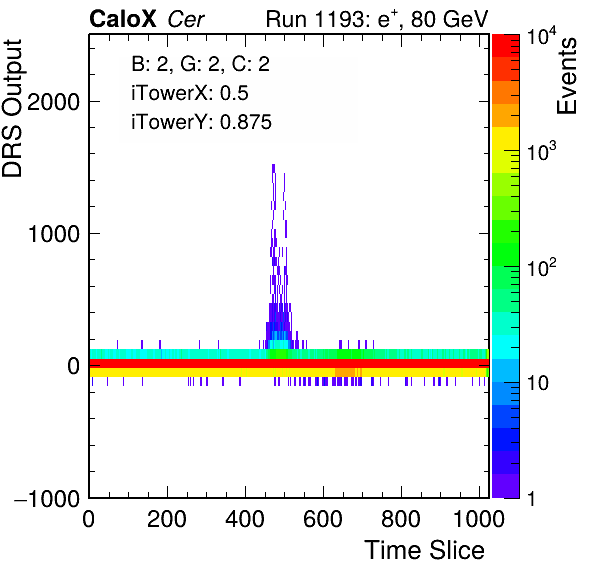 CaloX Cer Run 1193: e⁺, 80 GeV
B: 2, G: 2, C: 2
iTowerX: 0.5
iTowerY: 0.875
DRS Output
2000
1000
0
−1000
0 200 400 600 800 1000
Time Slice
10⁴
10³
10²
10
1
Events